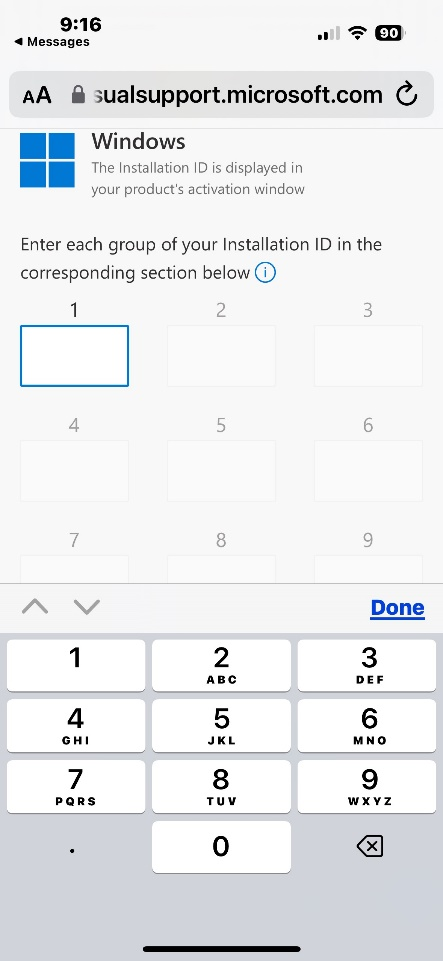 9:16
90
◀ Messages
AA sualsupport.microsoft.com
Windows
The Installation ID is displayed in
your product's activation window
Enter each group of your Installation ID in the
corresponding section below i
1 2 3
4 5 6
7 8 9
Done
1 2 3
ABC DEF
4 5 6
GHI JKL MNO
7 8 9
PQRS TUV WXYZ
. 0